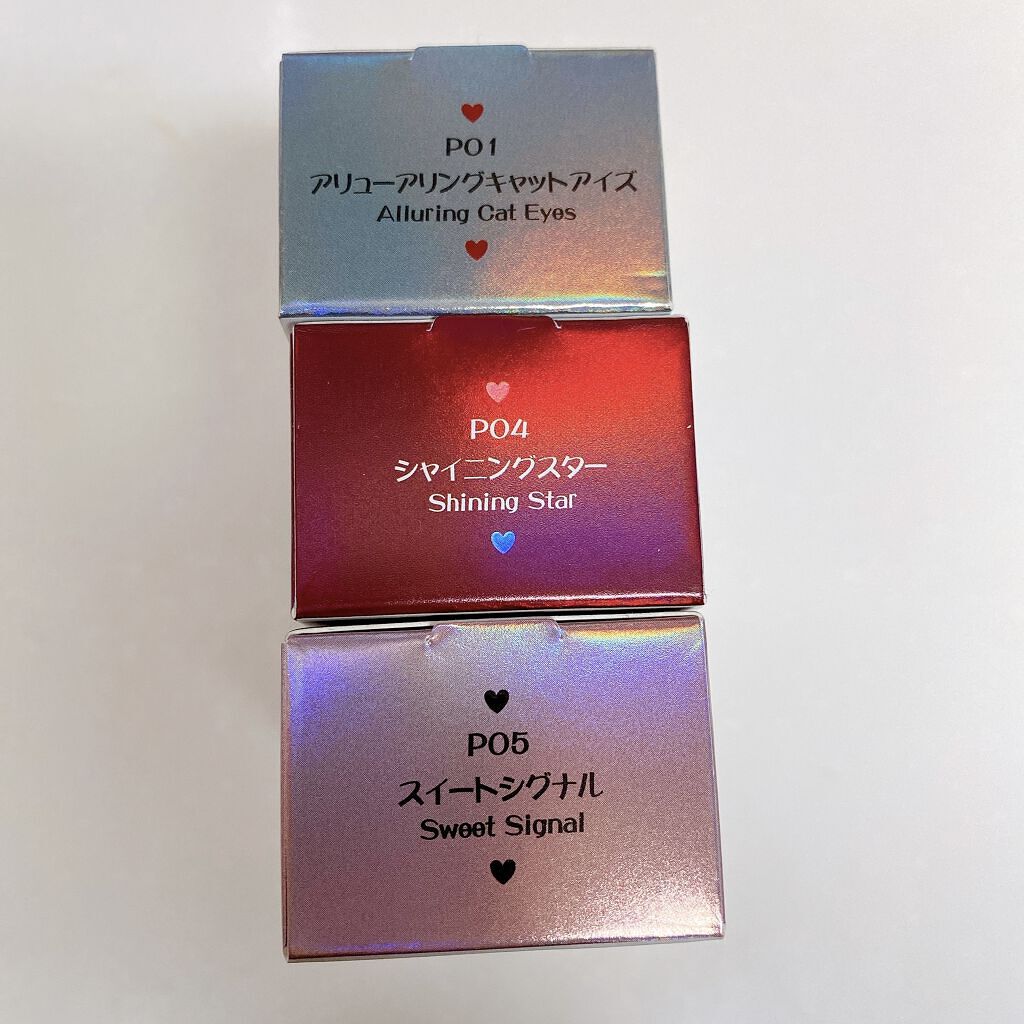 P01
アリューアリングキャットアイズ
Alluring Cat Eyes
P04
シャイニングスター
Shining Star
P05
スイートシグナル
Sweet Signal